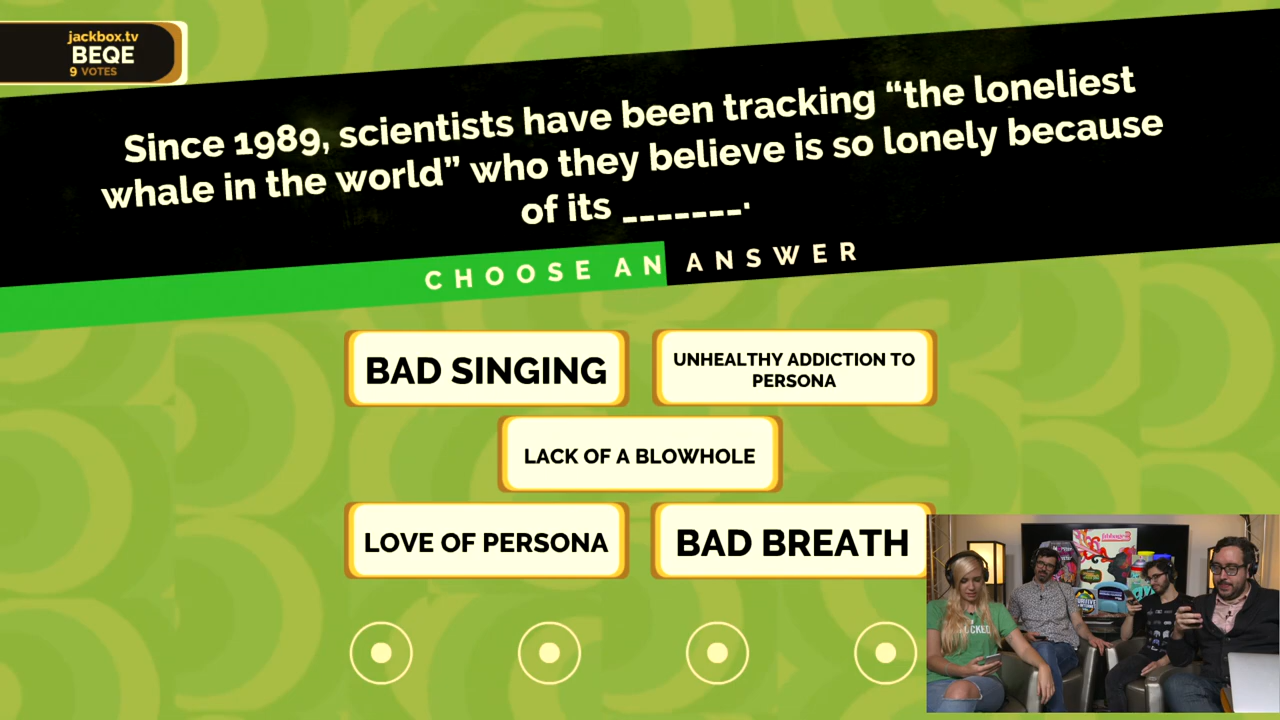 jackbox.tv
BEQE
9 VOTES
Since 1989, scientists have been tracking “the loneliest
whale in the world” who they believe is so lonely because
of its _______.
CHOOSE AN ANSWER
BAD SINGING
UNHEALTHY ADDICTION TO
PERSONA
LACK OF A BLOWHOLE
LOVE OF PERSONA
BAD BREATH